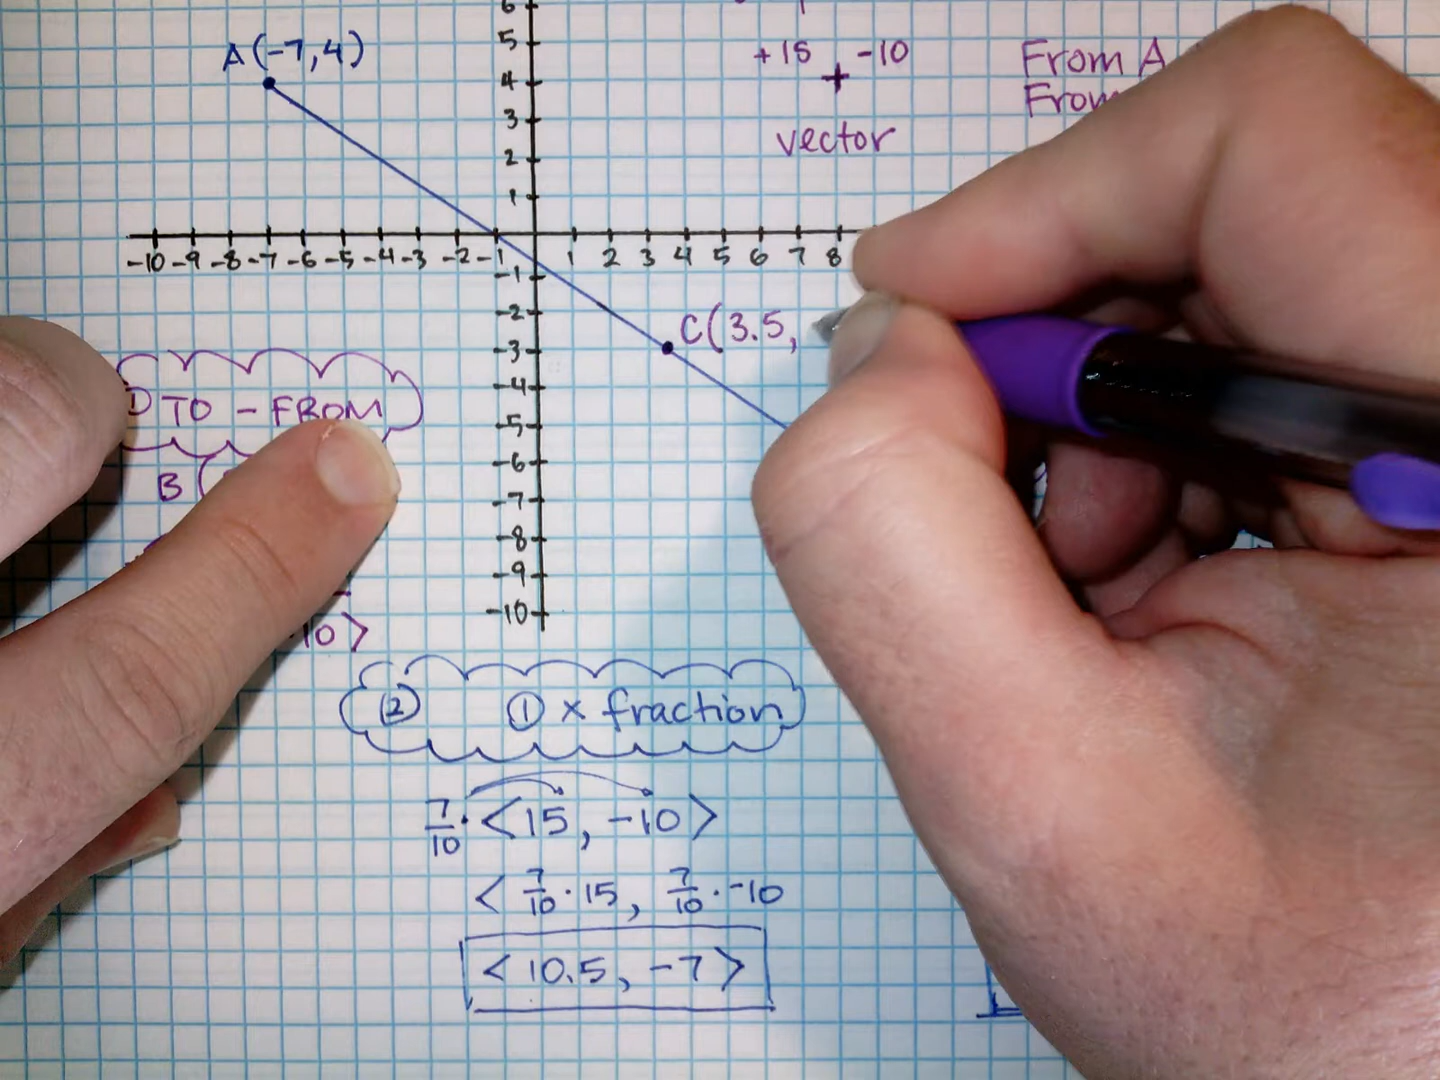 6
5
4
3
2
1
A(-7,4)
+15 -10
+
vector
From A
From
-10 -9 -8 -7 -6 -5 -4 -3 -2 -1 1 2 3 4 5 6 7 8
-1
-2
-3
-4
-5
-6
-7
-8
-9
-10
C(3.5,
① TO - FROM
B (
10 >
② ① x fraction
7/10 · < 15, -10 >
< 7/10 · 15, 7/10 · -10
< 10.5, -7 >